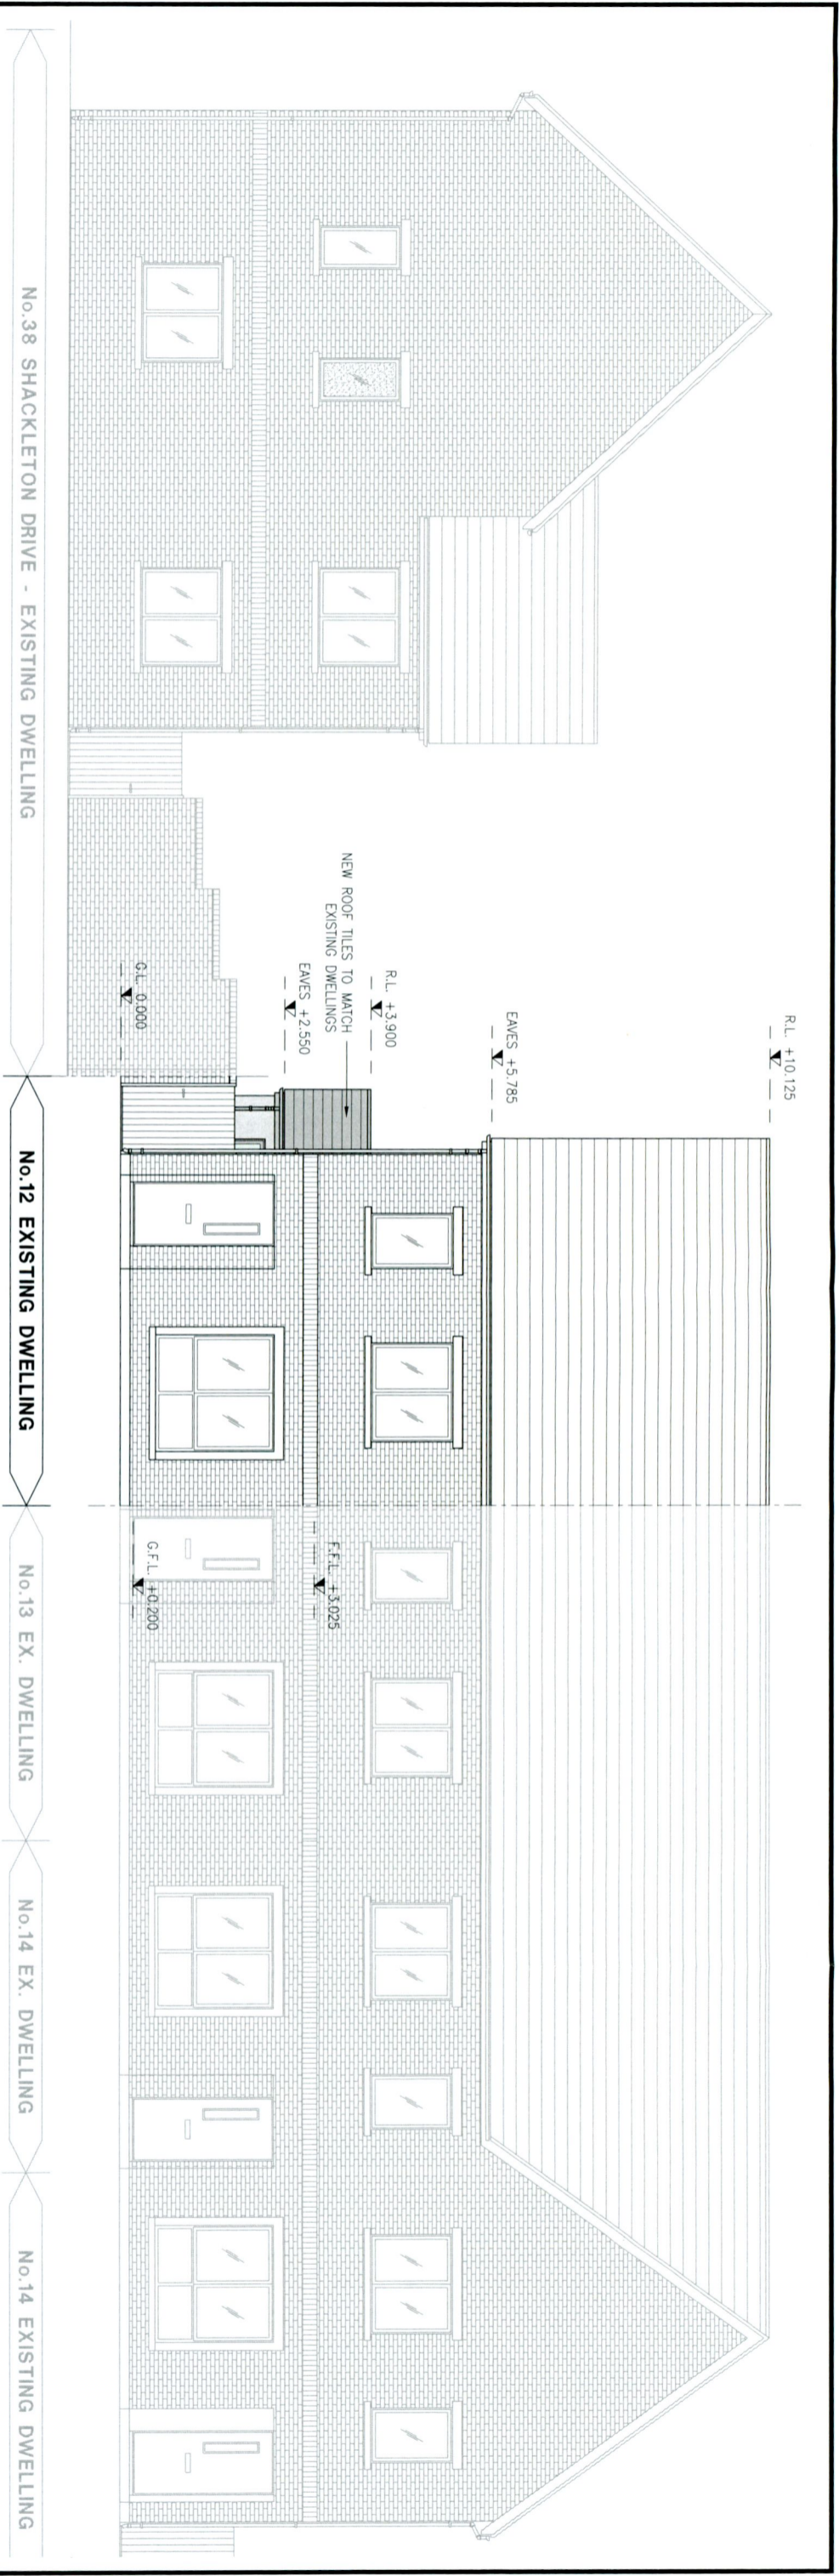 R.L. +10.125
EAVES +5.785
R.L. +3.900
NEW ROOF TILES TO MATCH
EXISTING DWELLINGS
EAVES +2.550
G.L. 0.000
F.F.L. +3.025
G.F.L. +0.200
No.38 SHACKLETON DRIVE - EXISTING DWELLING
No.12 EXISTING DWELLING
No.13 EX. DWELLING
No.14 EX. DWELLING
No.14 EXISTING DWELLING